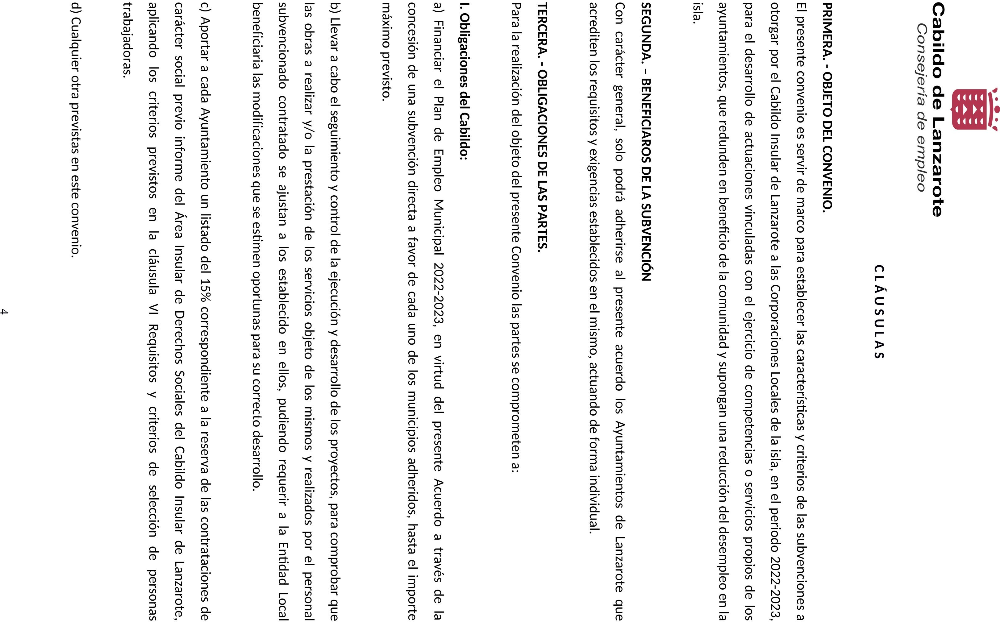 Cabildo de Lanzarote
Consejería de empleo
CLÁUSULAS
PRIMERA. - OBJETO DEL CONVENIO.
El presente convenio es servir de marco para establecer las características y criterios de las subvenciones a
otorgar por el Cabildo Insular de Lanzarote a las Corporaciones Locales de la isla, en el periodo 2022-2023,
para el desarrollo de actuaciones vinculadas con el ejercicio de competencias o servicios propios de los
ayuntamientos, que redunden en beneficio de la comunidad y supongan una reducción del desempleo en la
isla.
SEGUNDA. – BENEFICIAROS DE LA SUBVENCIÓN
Con carácter general, solo podrá adherirse al presente acuerdo los Ayuntamientos de Lanzarote que
acrediten los requisitos y exigencias establecidos en el mismo, actuando de forma individual.
TERCERA. - OBLIGACIONES DE LAS PARTES.
Para la realización del objeto del presente Convenio las partes se comprometen a:
I. Obligaciones del Cabildo:
a) Financiar el Plan de Empleo Municipal 2022-2023, en virtud del presente Acuerdo a través de la
concesión de una subvención directa a favor de cada uno de los municipios adheridos, hasta el importe
máximo previsto.
b) Llevar a cabo el seguimiento y control de la ejecución y desarrollo de los proyectos, para comprobar que
las obras a realizar y/o la prestación de los servicios objeto de los mismos y realizados por el personal
subvencionado contratado se ajustan a los establecido en ellos, pudiendo requerir a la Entidad Local
beneficiaria las modificaciones que se estimen oportunas para su correcto desarrollo.
c) Aportar a cada Ayuntamiento un listado del 15% correspondiente a la reserva de las contrataciones de
carácter social previo informe del Área Insular de Derechos Sociales del Cabildo Insular de Lanzarote,
aplicando los criterios previstos en la cláusula VI Requisitos y criterios de selección de personas
trabajadoras.
d) Cualquier otra previstas en este convenio.
4